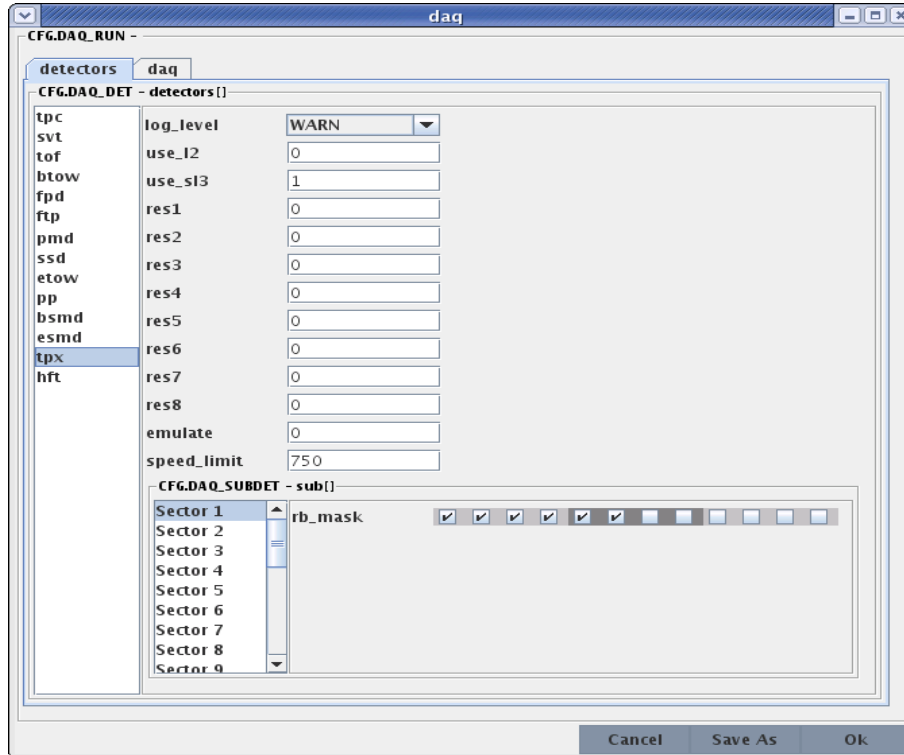 daq
CFG.DAQ_RUN -
detectors daq
CFG.DAQ_DET - detectors[]
tpc
svt
tof
btow
fpd
ftp
pmd
ssd
etow
pp
bsmd
esmd
tpx
hft
log_level WARN
use_l2 0
use_sl3 1
res1 0
res2 0
res3 0
res4 0
res5 0
res6 0
res7 0
res8 0
emulate 0
speed_limit 750
CFG.DAQ_SUBDET - sub[]
Sector 1
Sector 2
Sector 3
Sector 4
Sector 5
Sector 6
Sector 7
Sector 8
Sector 9
rb_mask
Cancel Save As Ok